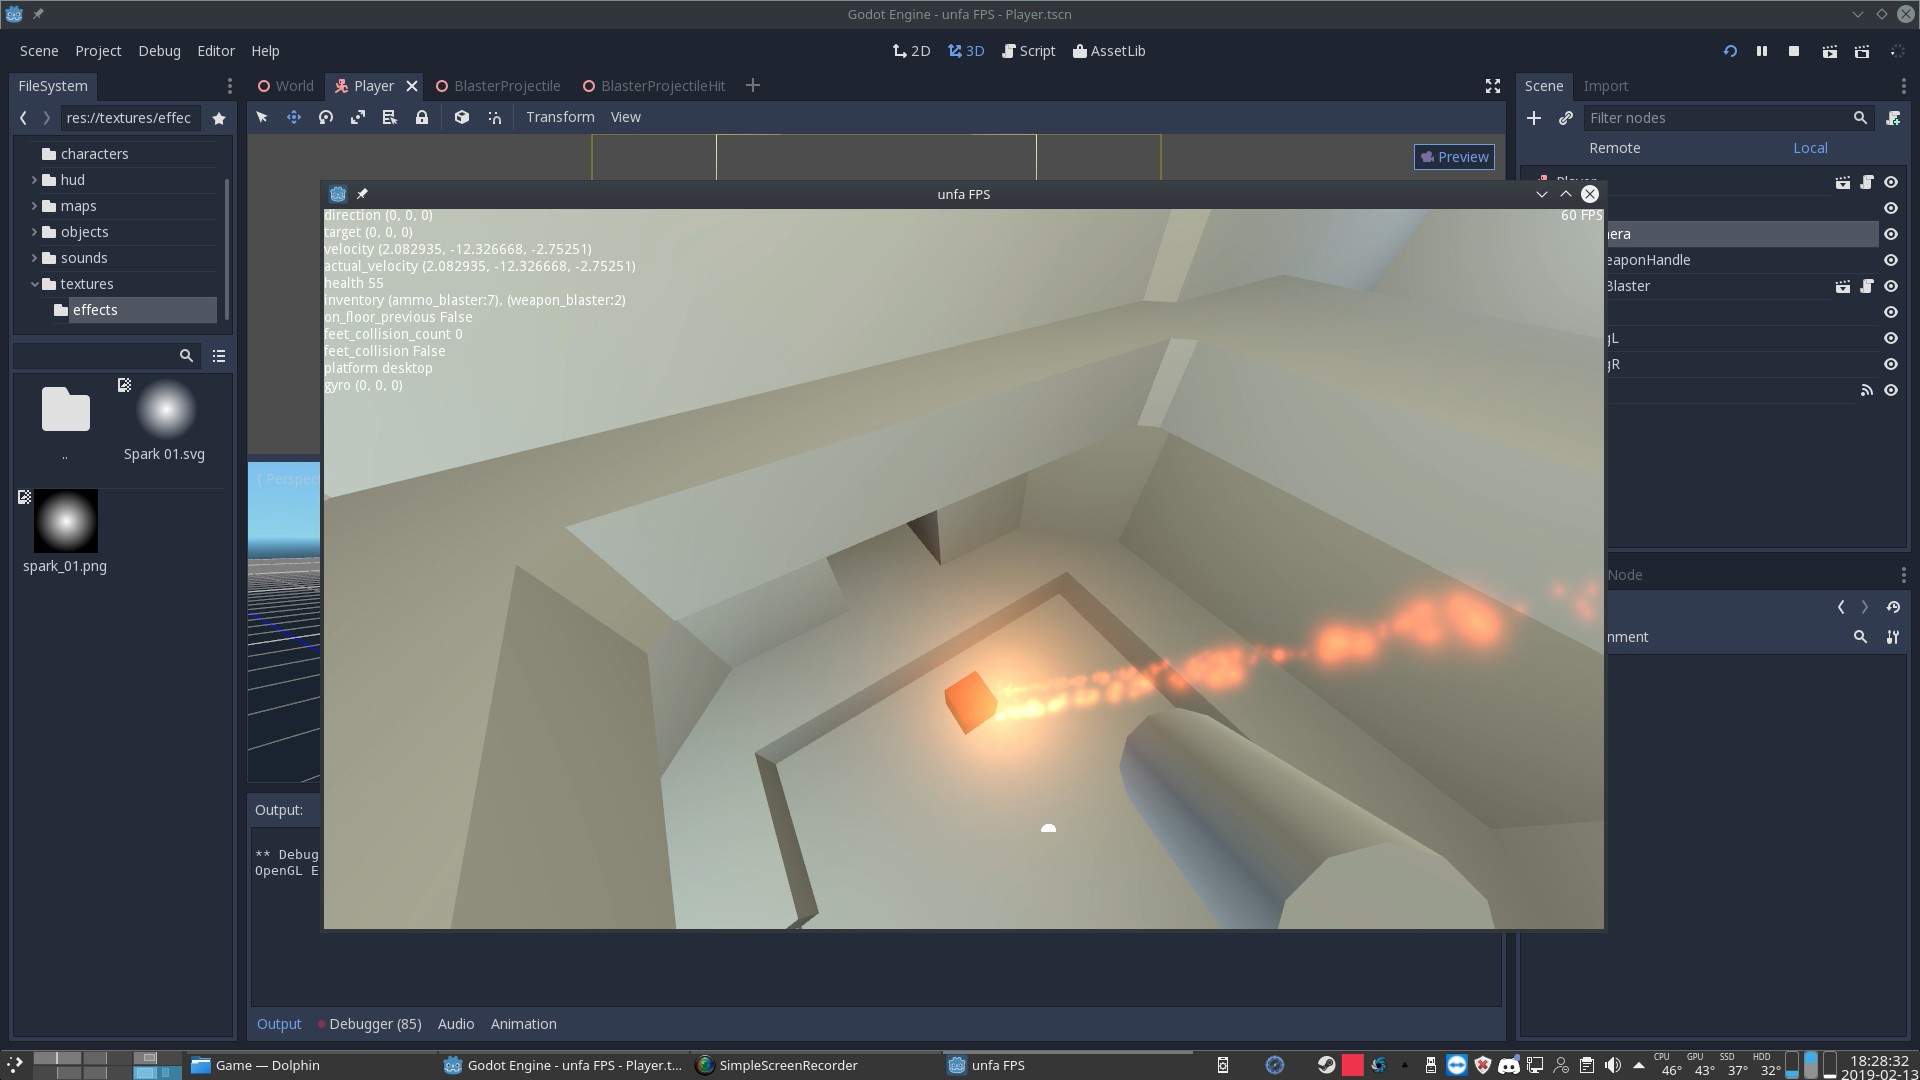 Godot Engine - unfa FPS - Player.tscn
Scene Project Debug Editor Help
2D 3D Script AssetLib
FileSystem
World Player BlasterProjectile BlasterProjectileHit
Scene Import
res://textures/effec
Transform View
Filter nodes
Preview
Remote Local
characters
hud
maps
objects
sounds
textures
effects
unfa FPS
60 FPS
direction (0, 0, 0)
target (0, 0, 0)
velocity (2.082935, -12.326668, -2.75251)
actual_velocity (2.082935, -12.326668, -2.75251)
health 55
inventory (ammo_blaster:7), (weapon_blaster:2)
on_floor_previous False
feet_collision_count 0
feet_collision False
platform desktop
gyro (0, 0, 0)
era
eaponHandle
Blaster
gL
gR
..
Spark 01.svg
spark_01.png
[ Perspec
Node
nment
Output:
** Debug
OpenGL E
Output Debugger (85) Audio Animation
Game — Dolphin
Godot Engine - unfa FPS - Player.t...
SimpleScreenRecorder
unfa FPS
CPU GPU SSD HDD
46° 43° 37° 32°
18:28:32
2019-02-13